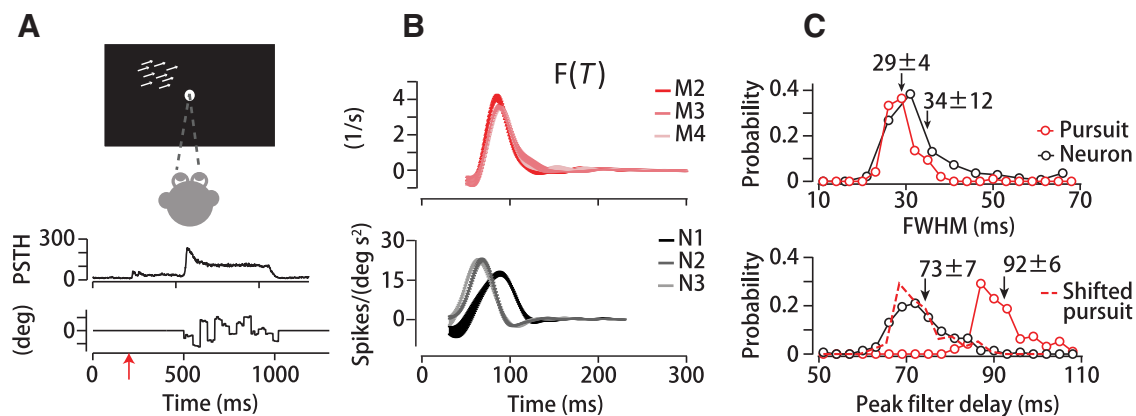 A
PSTH
300
0
(deg)
0
0
500
1000
Time (ms)
B
F(T)
(1/s)
4
2
0
M2
M3
M4
Spikes/(deg s²)
30
15
0
N1
N2
N3
0
100
200
300
Time (ms)
C
Probability
0.4
0.2
0
29±4
34±12
Pursuit
Neuron
10
30
50
70
FWHM (ms)
Probability
0.4
0.2
0
73±7
92±6
Shifted
pursuit
50
70
90
110
Peak filter delay (ms)